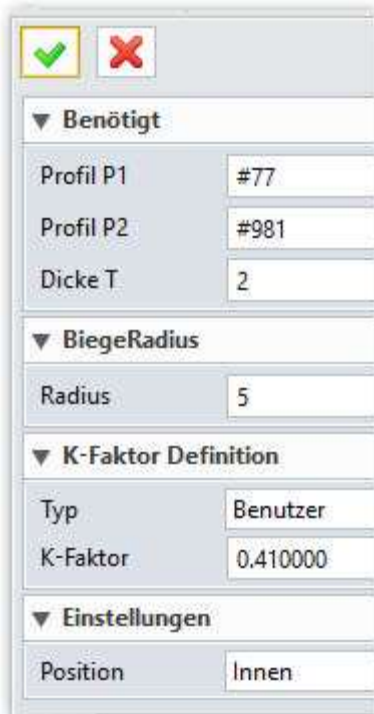 Benötigt
Profil P1 #77
Profil P2 #981
Dicke T 2
BiegeRadius
Radius 5
K-Faktor Definition
Typ Benutzer
K-Faktor 0.410000
Einstellungen
Position Innen